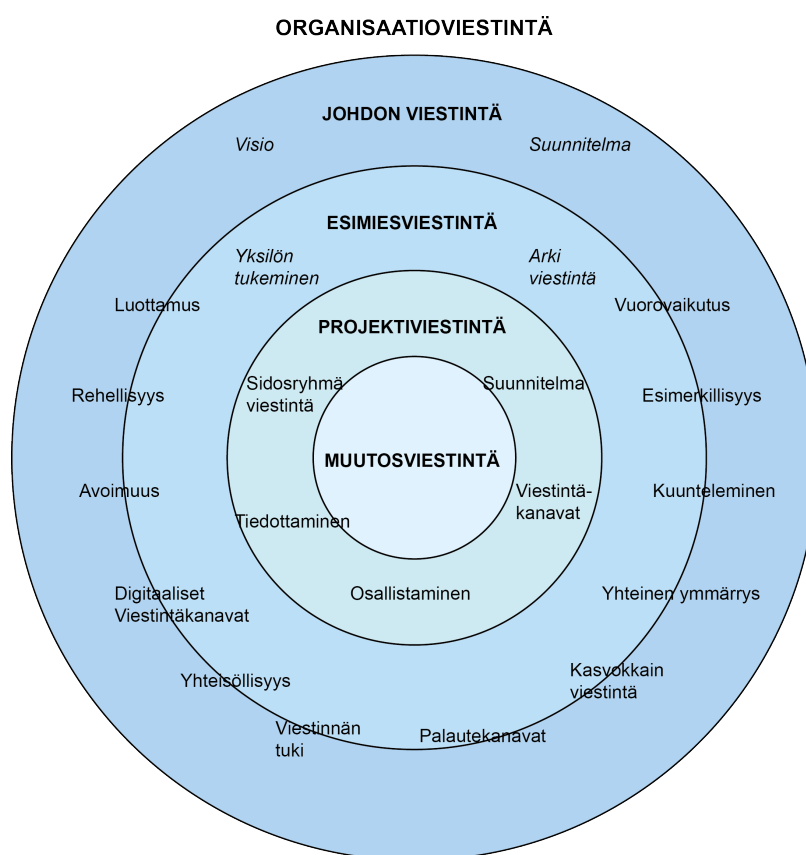 ORGANISAATIOVIESTINTÄ
JOHDON VIESTINTÄ
Visio
Suunnitelma
ESIMIESVIESTINTÄ
Yksilön
tukeminen
Arki
viestintä
Luottamus
Vuorovaikutus
PROJEKTIVIESTINTÄ
Sidosryhmä
viestintä
Suunnitelma
Rehellisyys
Esimerkillisyys
MUUTOSVIESTINTÄ
Avoimuus
Viestintä-
kanavat
Kuunteleminen
Tiedottaminen
Osallistaminen
Digitaaliset
Viestintäkanavat
Yhteinen ymmärrys
Yhteisöllisyys
Kasvokkain
viestintä
Viestinnän
tuki
Palautekanavat